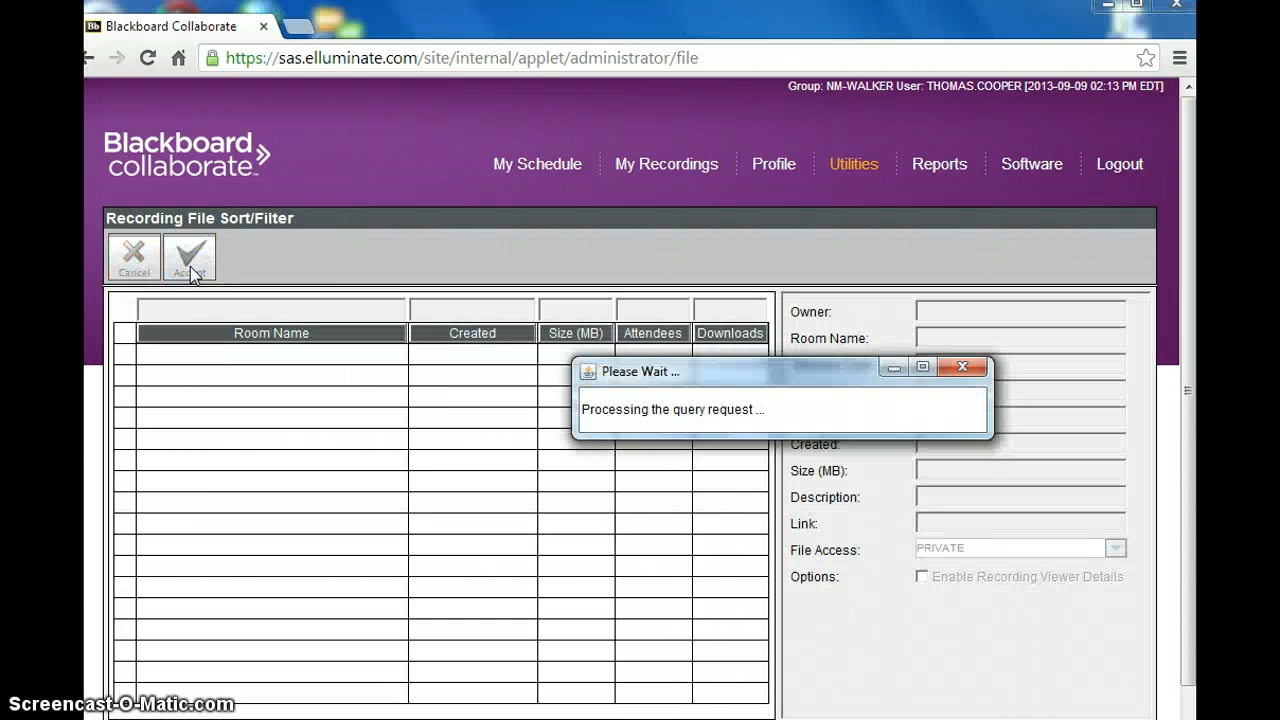 Blackboard Collaborate
https://sas.elluminate.com/site/internal/applet/administrator/file
Group: NM-WALKER User: THOMAS.COOPER [2013-09-09 02:13 PM EDT]
Blackboard
collaborate
My Schedule My Recordings Profile Utilities Reports Software Logout
Recording File Sort/Filter
Cancel Accept
Room Name Created Size (MB) Attendees Downloads
Owner:
Room Name:
Please Wait ...
Processing the query request ...
Created:
Size (MB):
Description:
Link:
File Access: PRIVATE
Options: Enable Recording Viewer Details
Screencast-O-Matic.com